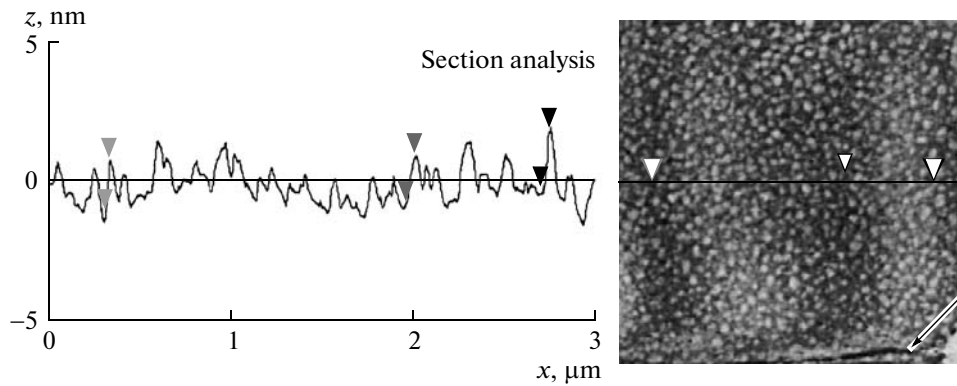 z, nm
5
Section analysis
0
−5
0 1 2 3
x, μm